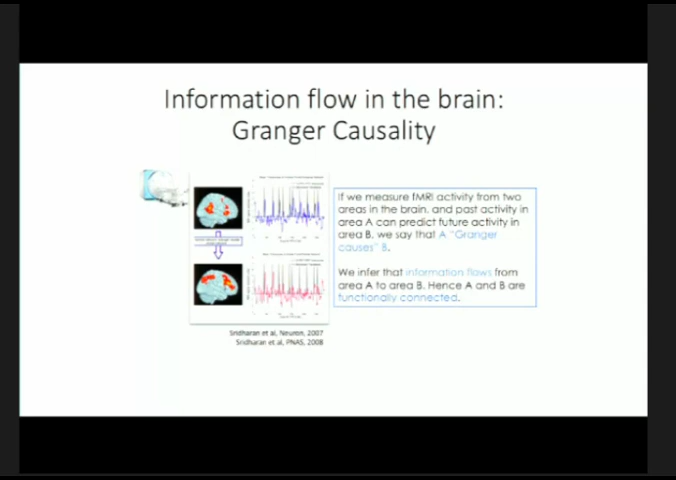 Information flow in the brain:
Granger Causality
If we measure fMRI activity from two
areas in the brain, and past activity in
area A can predict future activity in
area B, we say that A "Granger
causes" B.
We infer that information flows from
area A to area B. Hence A and B are
functionally connected.
Sridharan et al, Neuron, 2007
Sridharan et al, PNAS, 2008